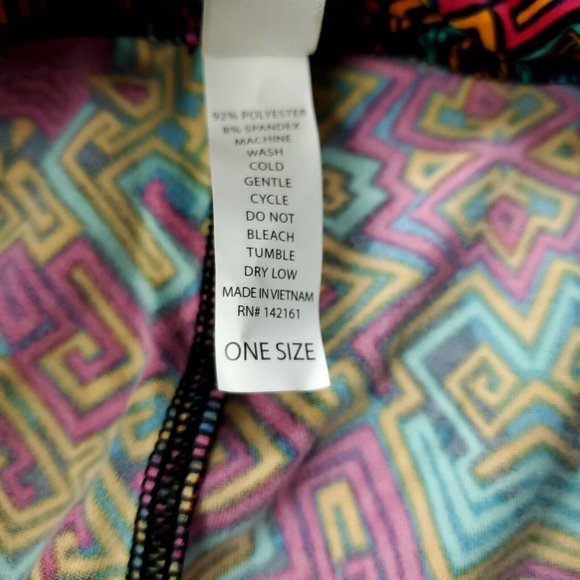 92% POLYESTER
8% SPANDEX
MACHINE
WASH
COLD
GENTLE
CYCLE
DO NOT
BLEACH
TUMBLE
DRY LOW
MADE IN VIETNAM
RN# 142161
ONE SIZE